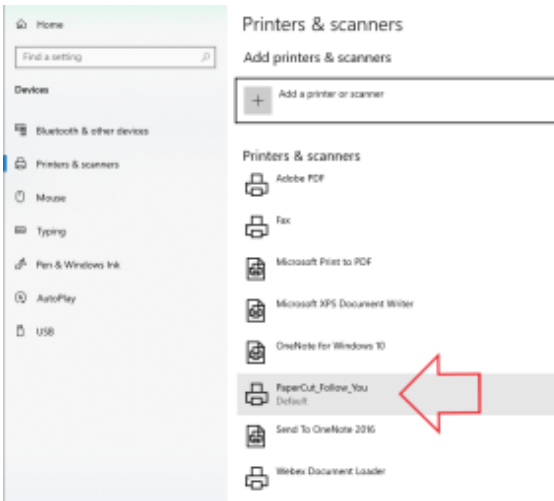 Home
Find a setting
Devices
Bluetooth & other devices
Printers & scanners
Mouse
Typing
Pen & Windows Ink
AutoPlay
USB
Printers & scanners
Add printers & scanners
Add a printer or scanner
Printers & scanners
Adobe PDF
Fax
Microsoft Print to PDF
Microsoft XPS Document Writer
OneNote for Windows 10
PaperCut_Follow_You
Default
Send To OneNote 2016
Webex Document Loader